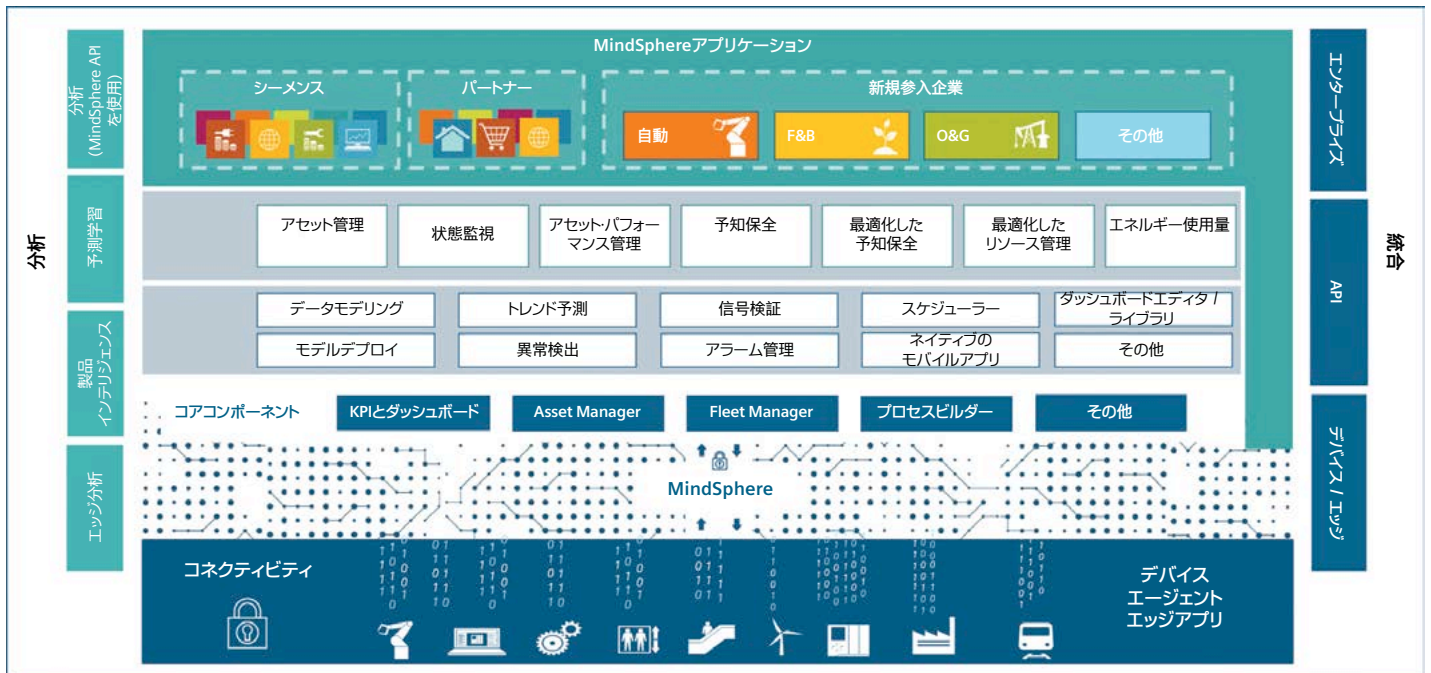 MindSphereアプリケーション
シーメンス
パートナー
新規参入企業
自動
F&B
O&G
その他
分析
分析
(MindSphere API
を使用)
予測学習
製品
インテリジェンス
エッジ分析
アセット管理
状態監視
アセット・パフォー
マンス管理
予知保全
最適化した
予知保全
最適化した
リソース管理
エネルギー使用量
データモデリング
トレンド予測
信号検証
スケジューラー
ダッシュボードエディタ /
ライブラリ
モデルデプロイ
異常検出
アラーム管理
ネイティブの
モバイルアプリ
その他
コアコンポーネント
KPIとダッシュボード
Asset Manager
Fleet Manager
プロセスビルダー
その他
MindSphere
コネクティビティ
デバイス
エージェント
エッジアプリ
エンタープライズ
API
デバイス / エッジ
統合